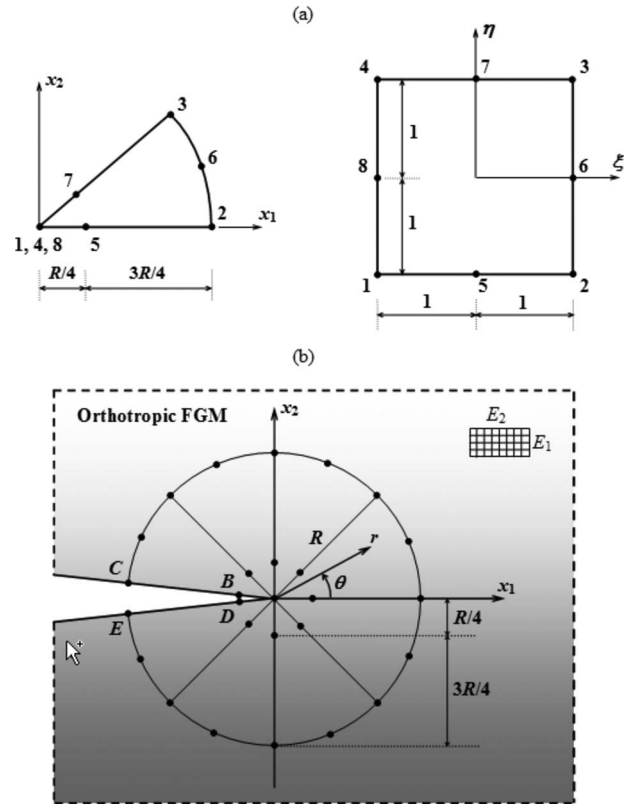 (a)
η
x₂
4
7
3
3
1
6
7
8
6
ξ
2
x₁
1
1, 4, 8
5
1
5
2
R/4
3R/4
1
1
(b)
Orthotropic FGM
x₂
E₂
E₁
R
r
C
B
θ
x₁
E
D
R/4
3R/4